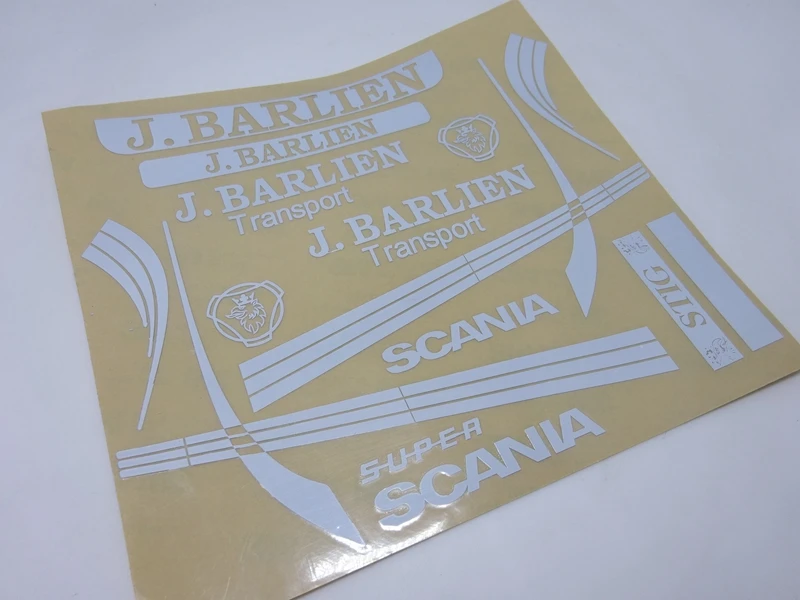 J. BARLIEN
J. BARLIEN
J. BARLIEN
Transport
J. BARLIEN
Transport
STIG
SCANIA
SUPER
SCANIA